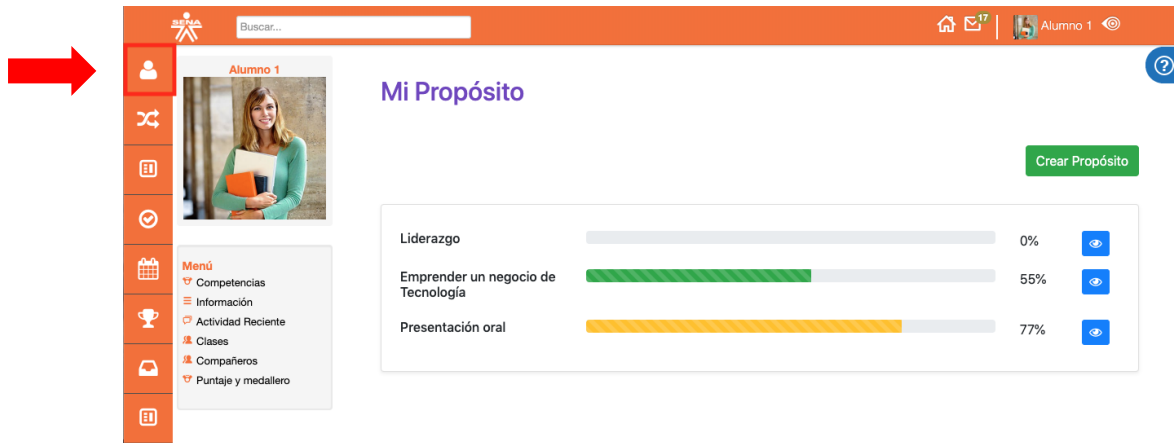 SENA
Buscar...
17
Alumno 1
?
Alumno 1
Mi Propósito
Crear Propósito
Liderazgo
0%
Emprender un negocio de
Tecnología
55%
Presentación oral
77%
Menú
Competencias
Información
Actividad Reciente
Clases
Compañeros
Puntaje y medallero